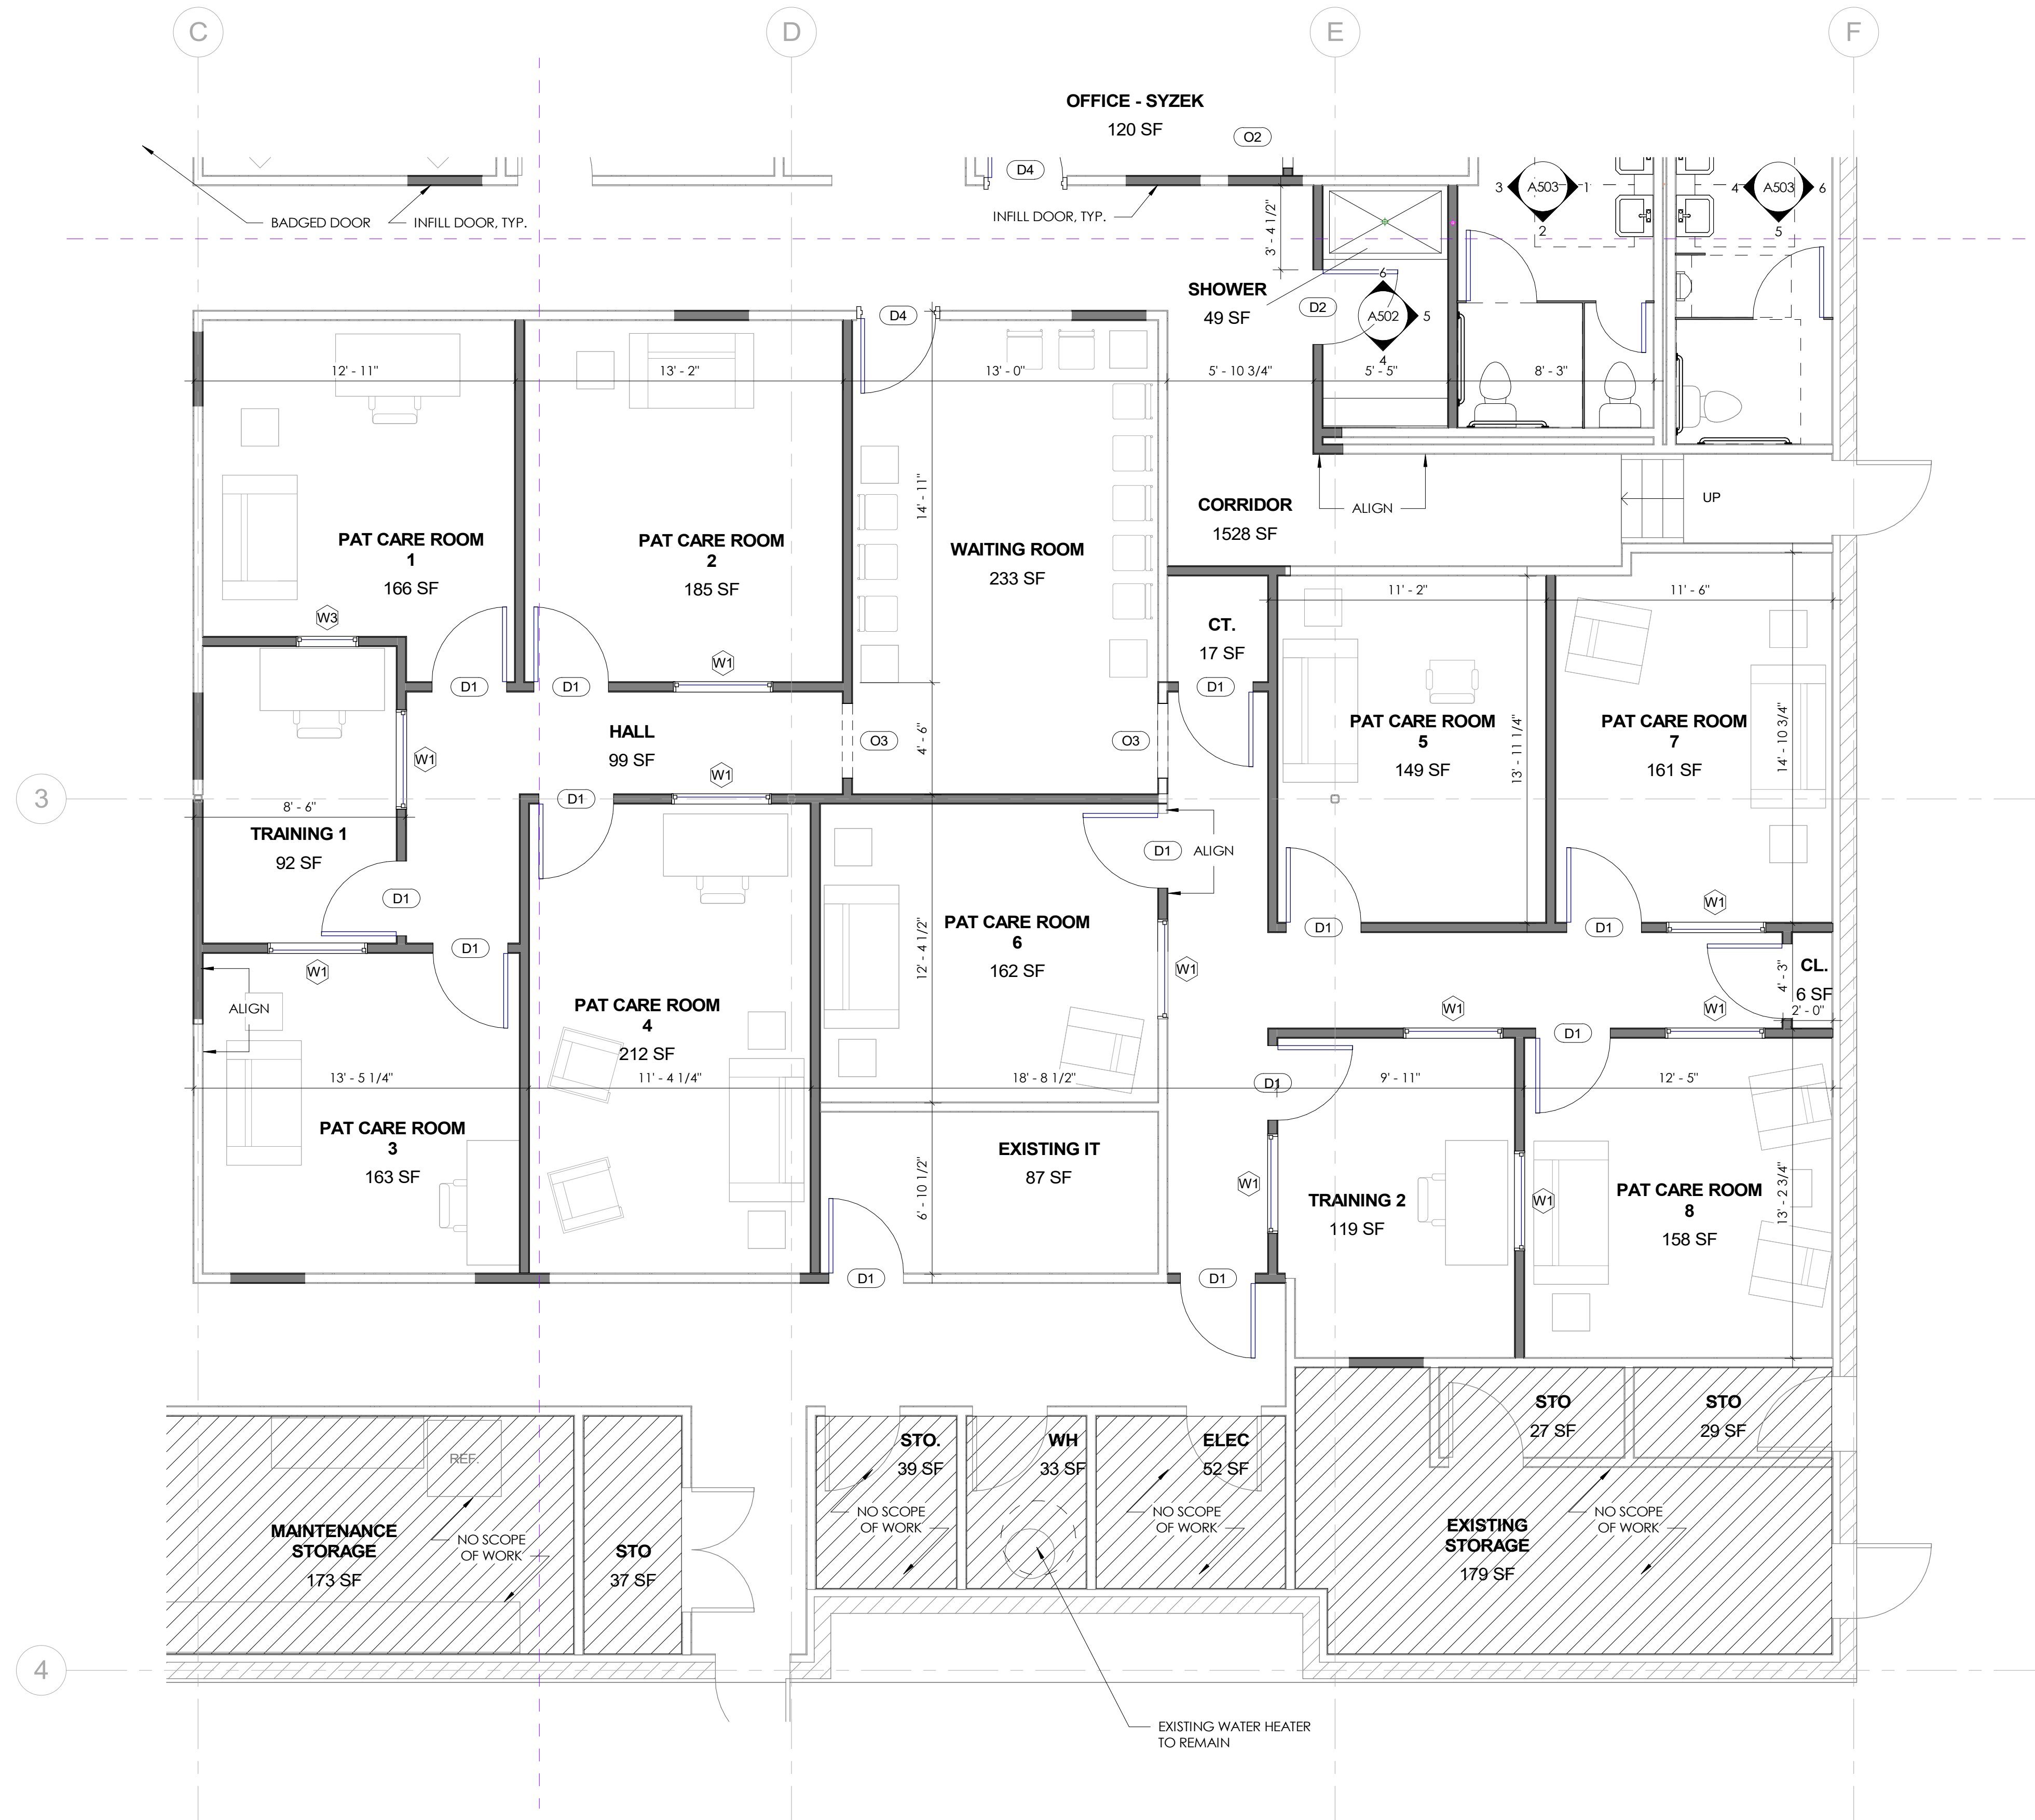 C
D
E
F
OFFICE - SYZEK
120 SF
O2
D4
BADGED DOOR
INFILL DOOR, TYP.
INFILL DOOR, TYP.
3' - 4 1/2"
3
A503
1
2
4
A503
6
5
SHOWER
49 SF
D2
6
A502
5
4
D4
12' - 11"
13' - 2"
13' - 0"
5' - 10 3/4"
5' - 5"
8' - 3"
14' - 11"
CORRIDOR
1528 SF
ALIGN
UP
PAT CARE ROOM
1
166 SF
PAT CARE ROOM
2
185 SF
WAITING ROOM
233 SF
11' - 2"
11' - 6"
W3
CT.
17 SF
W1
D1
D1
D1
HALL
99 SF
W1
O3
4' - 6"
O3
PAT CARE ROOM
5
149 SF
13' - 11 1/4"
PAT CARE ROOM
7
161 SF
14' - 10 3/4"
W1
D1
3
8' - 6"
TRAINING 1
92 SF
D1
ALIGN
D1
PAT CARE ROOM
6
162 SF
12' - 4 1/2"
W1
D1
D1
W1
D1
W1
ALIGN
CL.
6 SF
4' - 3"
2' - 0"
W1
W1
D1
PAT CARE ROOM
4
212 SF
13' - 5 1/4"
11' - 4 1/4"
18' - 8 1/2"
D1
9' - 11"
12' - 5"
PAT CARE ROOM
3
163 SF
EXISTING IT
87 SF
6' - 10 1/2"
W1
TRAINING 2
119 SF
W1
PAT CARE ROOM
8
158 SF
13' - 2 3/4"
D1
D1
STO
27 SF
STO
29 SF
STO.
39 SF
WH
33 SF
ELEC
52 SF
REF.
NO SCOPE
OF WORK
NO SCOPE
OF WORK
NO SCOPE
OF WORK
NO SCOPE
OF WORK
MAINTENANCE
STORAGE
173 SF
STO
37 SF
EXISTING
STORAGE
179 SF
4
EXISTING WATER HEATER
TO REMAIN